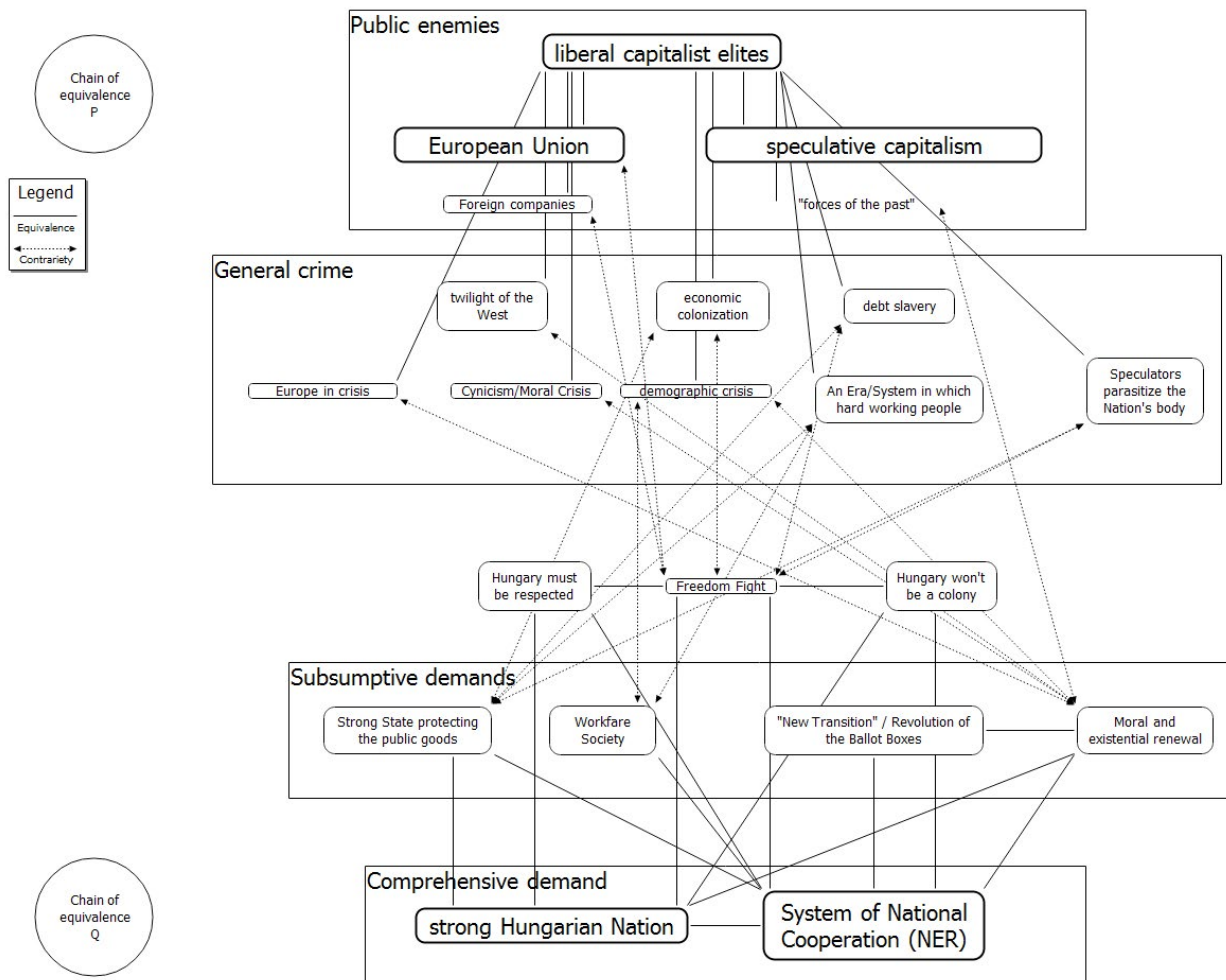 Public enemies
liberal capitalist elites
Chain of
equivalence
P
European Union
speculative capitalism
Legend
Equivalence
Contrariety
Foreign companies
"forces of the past"
General crime
twilight of the
West
economic
colonization
debt slavery
Europe in crisis
Cynicism/Moral Crisis
demographic crisis
An Era/System in which
hard working people
Speculators
parasitize the
Nation's body
Hungary must
be respected
Freedom Fight
Hungary won't
be a colony
Subsumptive demands
Strong State protecting
the public goods
Workfare
Society
"New Transition" / Revolution of
the Ballot Boxes
Moral and
existential renewal
Chain of
equivalence
Q
Comprehensive demand
strong Hungarian Nation
System of National
Cooperation (NER)